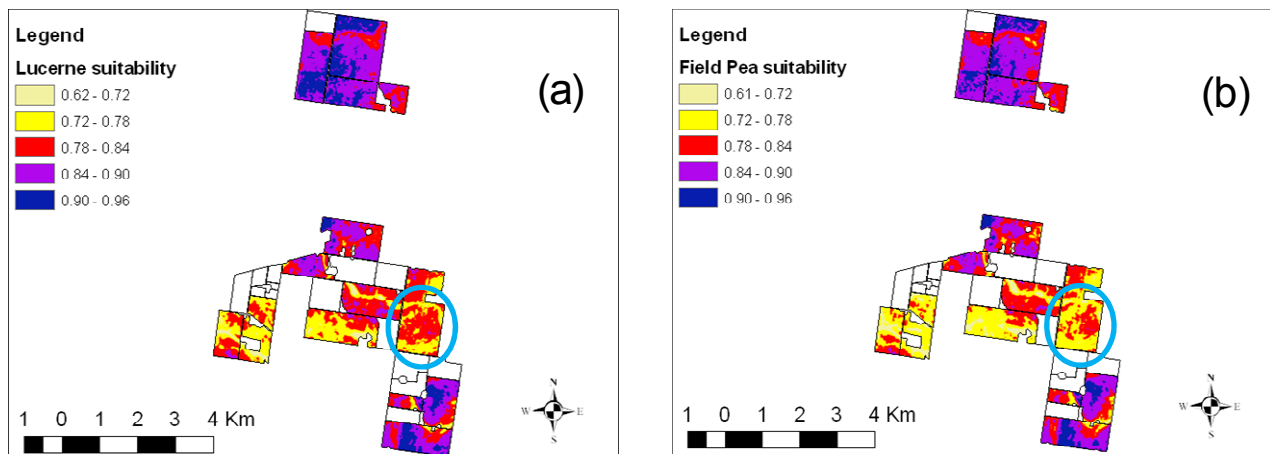 Legend
Lucerne suitability
0.62 - 0.72
0.72 - 0.78
0.78 - 0.84
0.84 - 0.90
0.90 - 0.96
(a)
N
W E
S
1 0 1 2 3 4 Km
Legend
Field Pea suitability
0.61 - 0.72
0.72 - 0.78
0.78 - 0.84
0.84 - 0.90
0.90 - 0.96
(b)
N
W E
S
1 0 1 2 3 4 Km